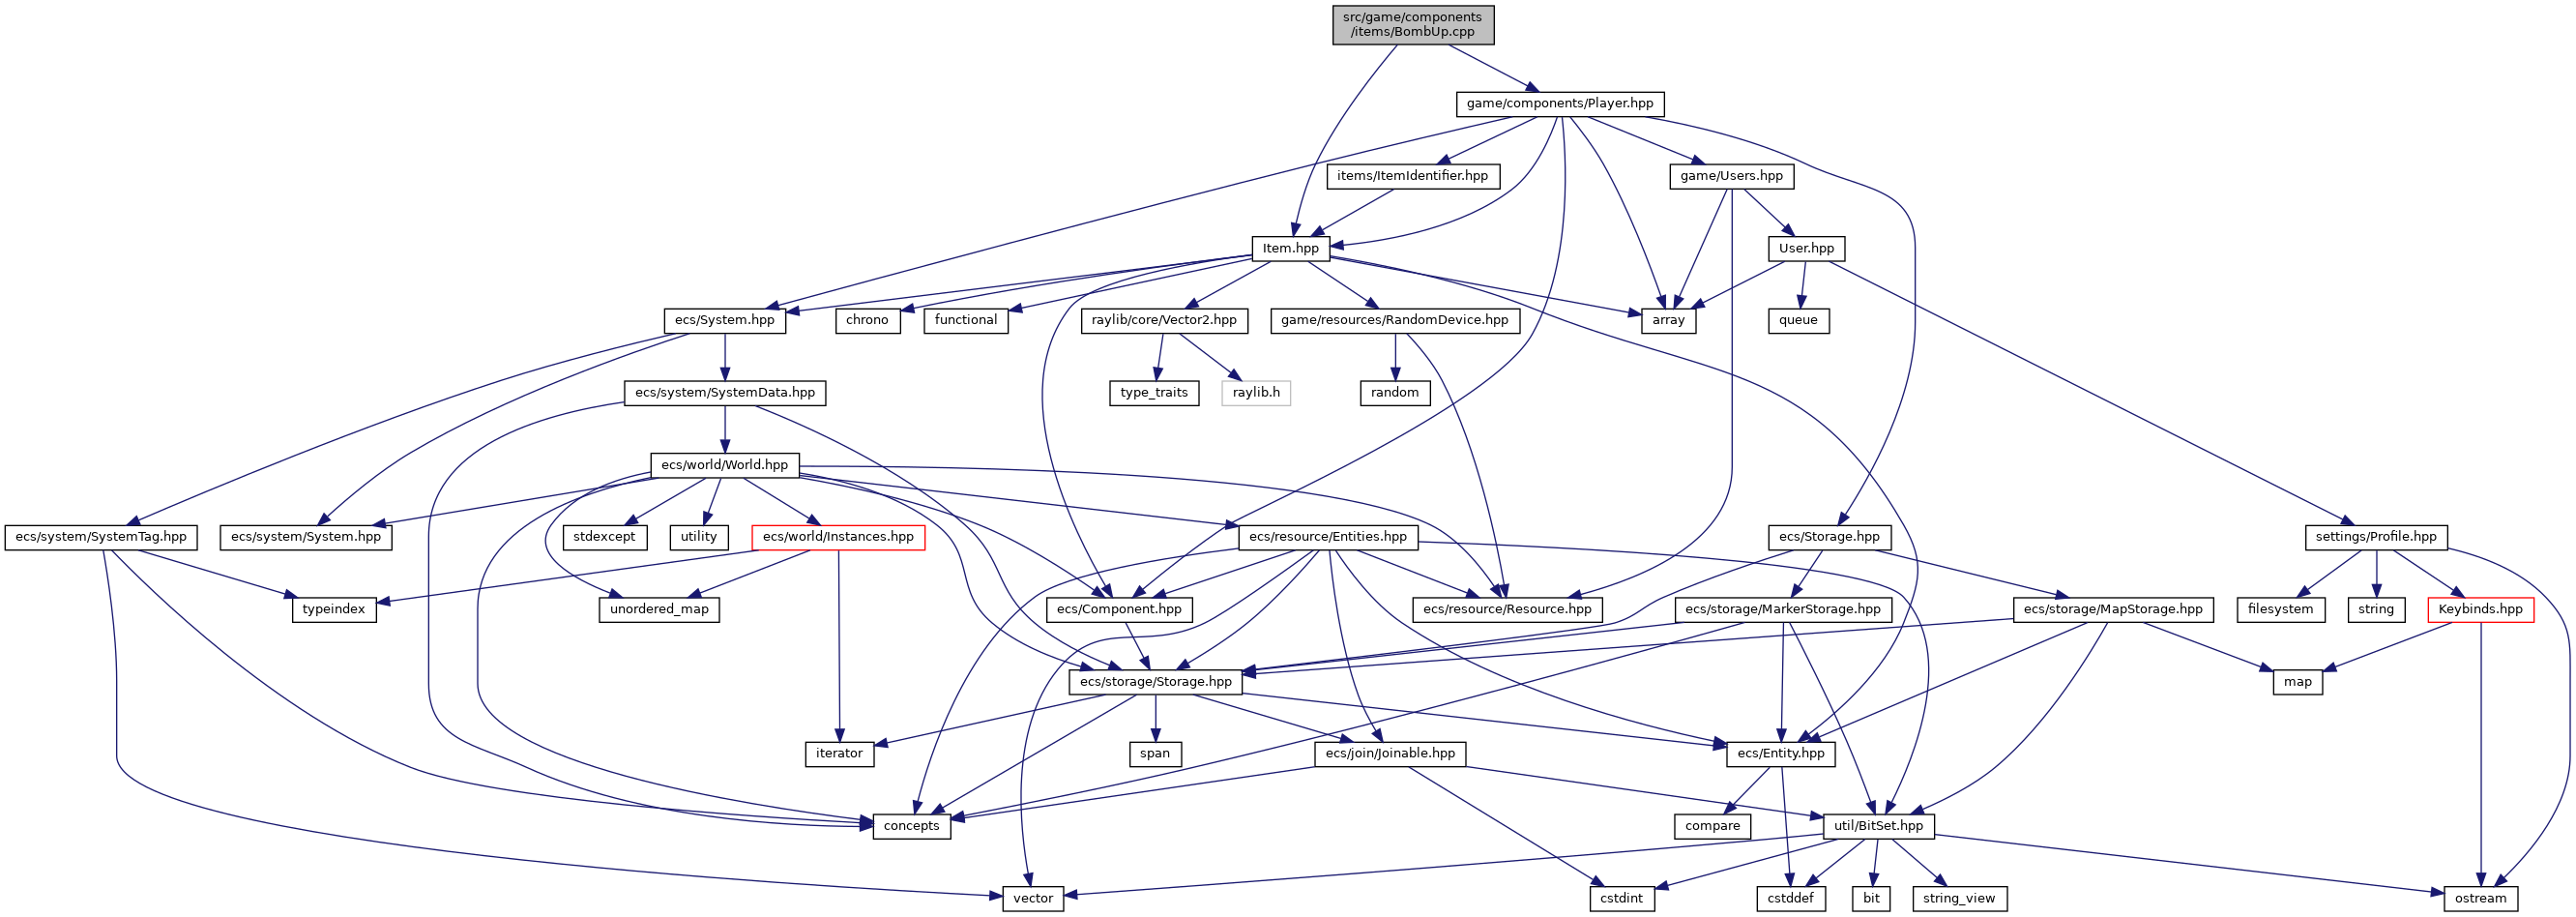 src/game/components
/items/BombUp.cpp
game/components/Player.hpp
items/ItemIdentifier.hpp
game/Users.hpp
Item.hpp
User.hpp
ecs/System.hpp
chrono
functional
raylib/core/Vector2.hpp
game/resources/RandomDevice.hpp
array
queue
ecs/system/SystemData.hpp
type_traits
raylib.h
random
ecs/world/World.hpp
ecs/system/SystemTag.hpp
ecs/system/System.hpp
stdexcept
utility
ecs/world/Instances.hpp
ecs/resource/Entities.hpp
ecs/Storage.hpp
settings/Profile.hpp
typeindex
unordered_map
ecs/Component.hpp
ecs/resource/Resource.hpp
ecs/storage/MarkerStorage.hpp
ecs/storage/MapStorage.hpp
filesystem
string
Keybinds.hpp
ecs/storage/Storage.hpp
map
iterator
span
ecs/join/Joinable.hpp
ecs/Entity.hpp
concepts
compare
util/BitSet.hpp
vector
cstdint
cstddef
bit
string_view
ostream